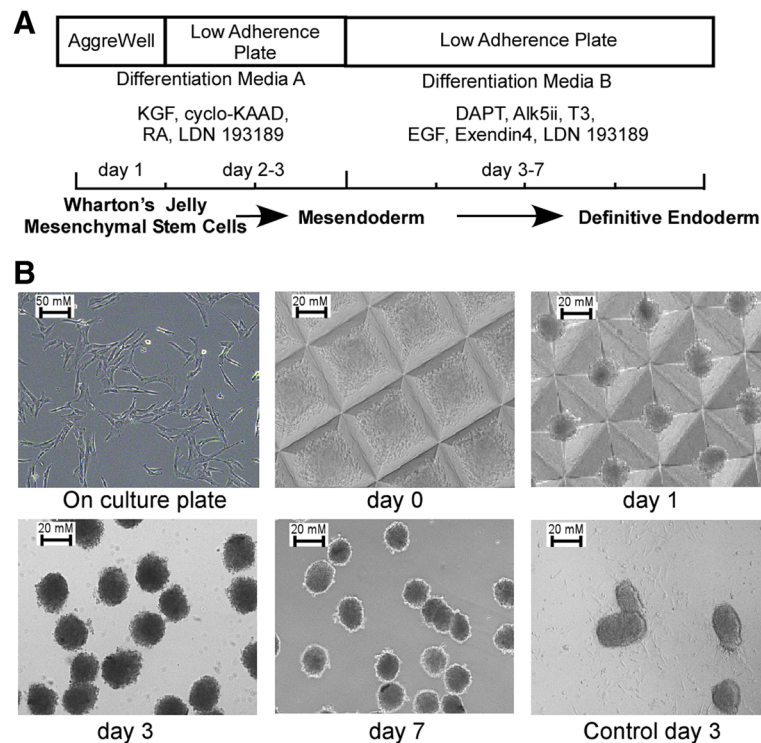 A
AggreWell
Low Adherence
Plate
Low Adherence Plate
Differentiation Media A
Differentiation Media B
KGF, cyclo-KAAD,
RA, LDN 193189
DAPT, Alk5ii, T3,
EGF, Exendin4, LDN 193189
day 1
day 2-3
day 3-7
Wharton's Jelly
Mesenchymal Stem Cells
Mesendoderm
Definitive Endoderm
B
50 mM
20 mM
20 mM
On culture plate
day 0
day 1
20 mM
20 mM
20 mM
day 3
day 7
Control day 3